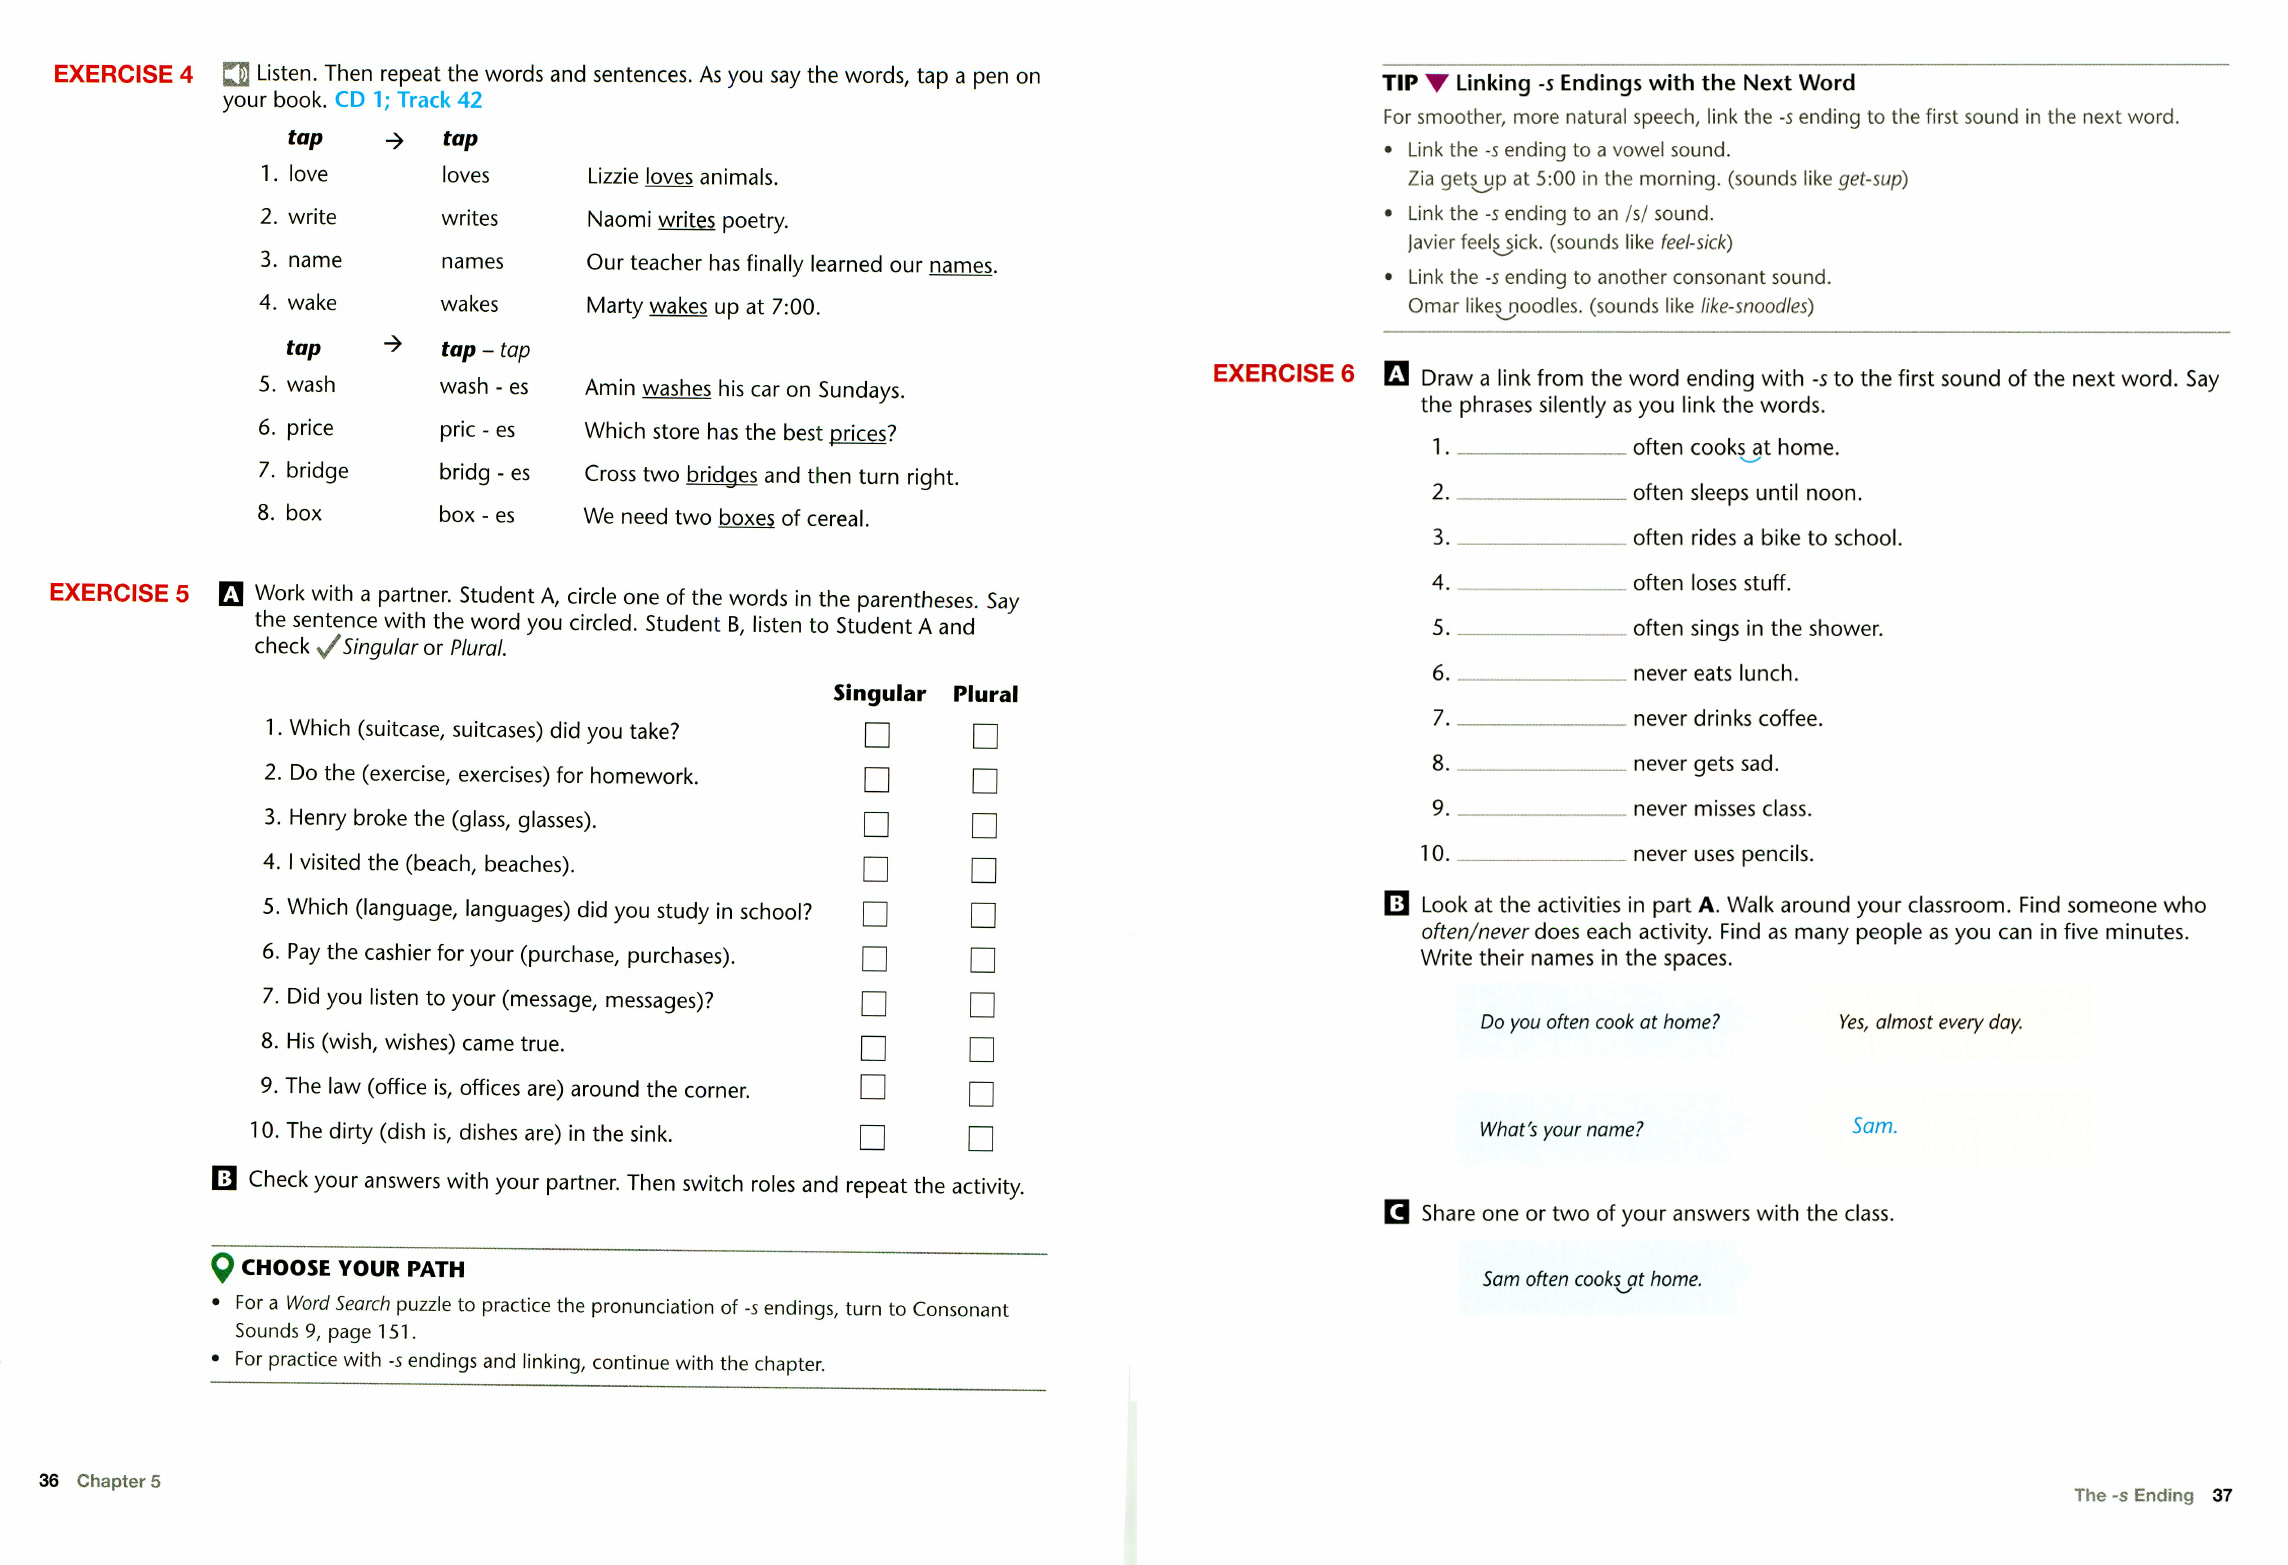 EXERCISE 4 Listen. Then repeat the words and sentences. As you say the words, tap a pen on
your book. CD 1; Track 42
tap → tap
1. love loves Lizzie loves animals.
2. write writes Naomi writes poetry.
3. name names Our teacher has finally learned our names.
4. wake wakes Marty wakes up at 7:00.
tap → tap – tap
5. wash wash - es Amin washes his car on Sundays.
6. price pric - es Which store has the best prices?
7. bridge bridg - es Cross two bridges and then turn right.
8. box box - es We need two boxes of cereal.
EXERCISE 5 A Work with a partner. Student A, circle one of the words in the parentheses. Say
the sentence with the word you circled. Student B, listen to Student A and
check ✓ Singular or Plural.
Singular Plural
1. Which (suitcase, suitcases) did you take?
2. Do the (exercise, exercises) for homework.
3. Henry broke the (glass, glasses).
4. I visited the (beach, beaches).
5. Which (language, languages) did you study in school?
6. Pay the cashier for your (purchase, purchases).
7. Did you listen to your (message, messages)?
8. His (wish, wishes) came true.
9. The law (office is, offices are) around the corner.
10. The dirty (dish is, dishes are) in the sink.
B Check your answers with your partner. Then switch roles and repeat the activity.
CHOOSE YOUR PATH
• For a Word Search puzzle to practice the pronunciation of -s endings, turn to Consonant
Sounds 9, page 151.
• For practice with -s endings and linking, continue with the chapter.
36 Chapter 5
TIP ▼ Linking -s Endings with the Next Word
For smoother, more natural speech, link the -s ending to the first sound in the next word.
• Link the -s ending to a vowel sound.
Zia gets up at 5:00 in the morning. (sounds like get-sup)
• Link the -s ending to an /s/ sound.
Javier feels sick. (sounds like feel-sick)
• Link the -s ending to another consonant sound.
Omar likes noodles. (sounds like like-snoodles)
EXERCISE 6 A Draw a link from the word ending with -s to the first sound of the next word. Say
the phrases silently as you link the words.
1. ______________ often cooks at home.
2. ______________ often sleeps until noon.
3. ______________ often rides a bike to school.
4. ______________ often loses stuff.
5. ______________ often sings in the shower.
6. ______________ never eats lunch.
7. ______________ never drinks coffee.
8. ______________ never gets sad.
9. ______________ never misses class.
10. ______________ never uses pencils.
B Look at the activities in part A. Walk around your classroom. Find someone who
often/never does each activity. Find as many people as you can in five minutes.
Write their names in the spaces.
Do you often cook at home? Yes, almost every day.
What's your name? Sam.
C Share one or two of your answers with the class.
Sam often cooks at home.
The -s Ending 37